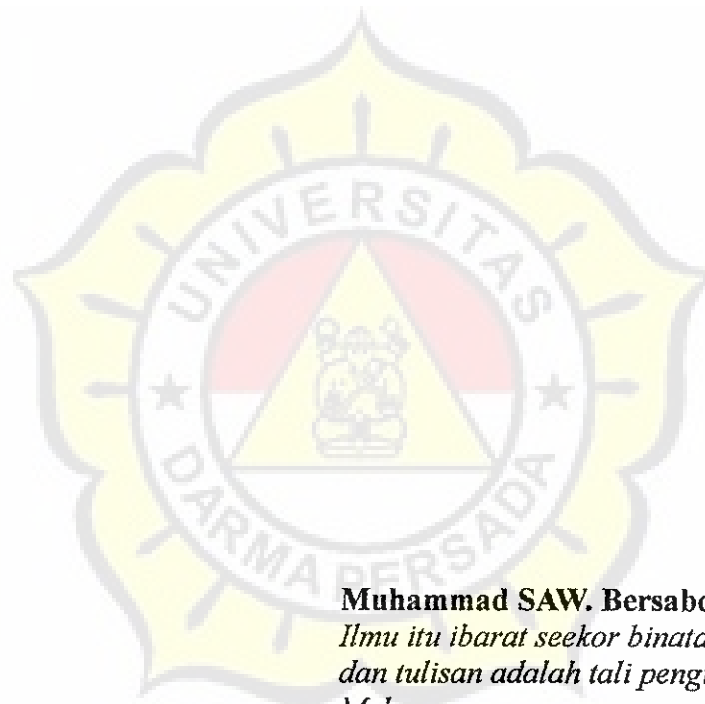 UNIVERSITAS
DARMA PERSADA
Muhammad SAW.
Ilmu itu ibarat seekor
dan tulisan adalah tali